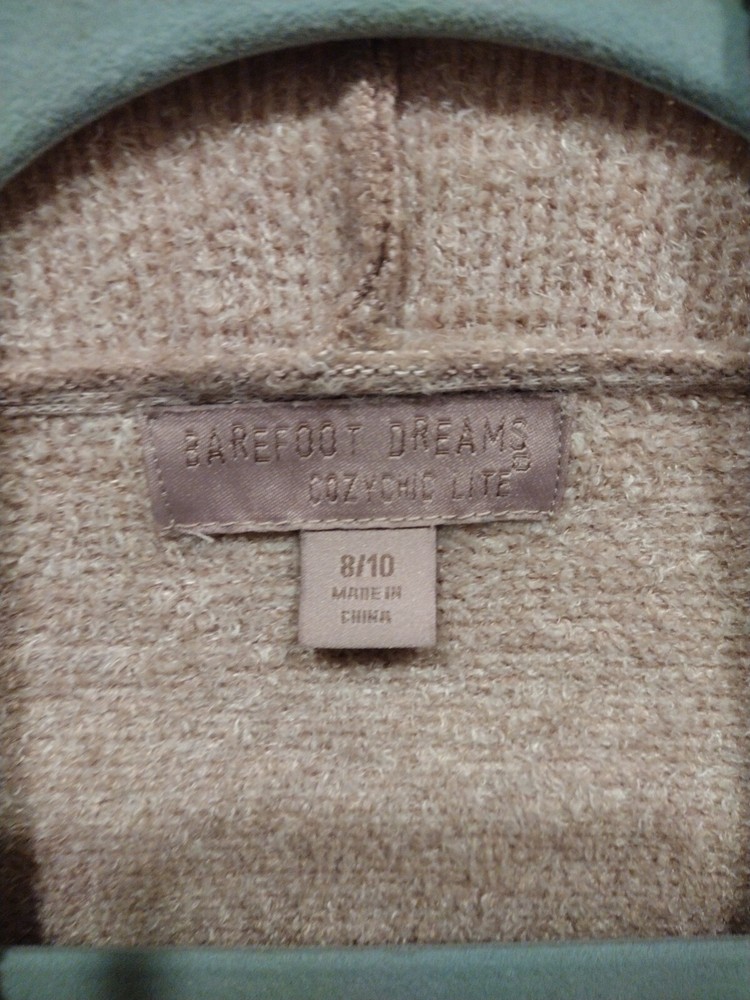 BAREFOOT DREAMS
COZYCHIC LITE
8/10
MADE IN
CHINA